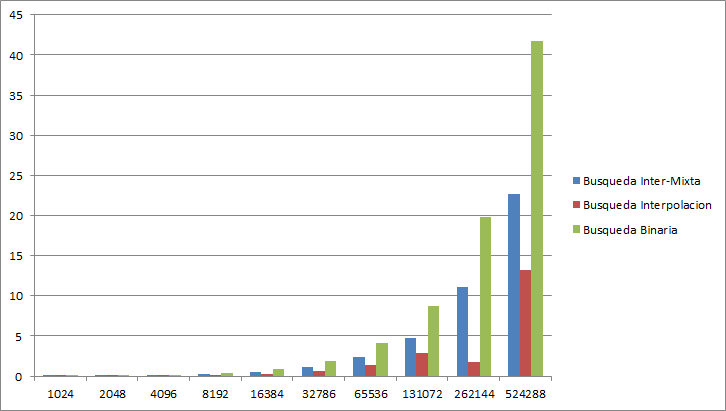 45
40
35
30
25
20
15
10
5
0
1024 2048 4096 8192 16384 32786 65536 131072 262144 524288
Busqueda Inter-Mixta
Busqueda Interpolacion
Busqueda Binaria